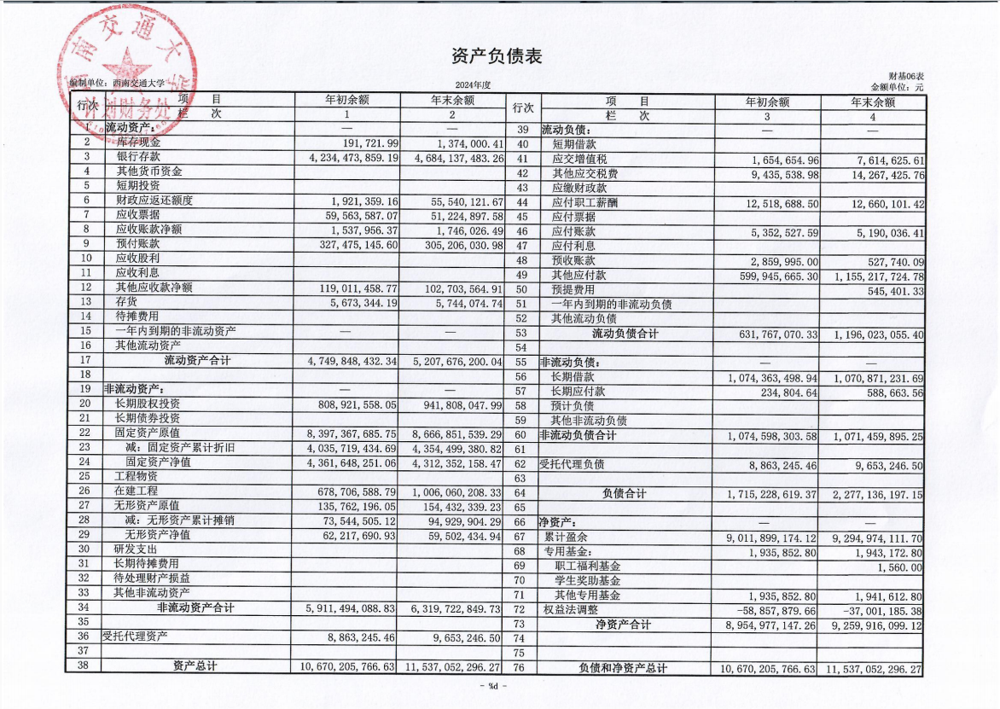 资产负债表
财基06表
编制单位：西南交通大学 2024年度 金额单位：元
南交通大学
计划财务处
行次 项 目 年初余额 年末余额 行次 项 目 年初余额 年末余额
栏 次 1 2 栏 次 3 4
1 流动资产： — — 39 流动负债： — —
2 库存现金 191,721.99 1,374,000.41 40 短期借款
3 银行存款 4,234,473,859.19 4,684,137,483.26 41 应交增值税 1,654,654.96 7,614,625.61
4 其他货币资金 42 其他应交税费 9,435,538.98 14,267,425.76
5 短期投资 43 应缴财政款
6 财政应返还额度 1,921,359.16 55,540,121.67 44 应付职工薪酬 12,518,688.50 12,660,101.42
7 应收票据 59,563,587.07 51,224,897.58 45 应付票据
8 应收账款净额 1,537,956.37 1,746,026.49 46 应付账款 5,352,527.59 5,190,036.41
9 预付账款 327,475,145.60 305,206,030.98 47 应付利息
10 应收股利 48 预收账款 2,859,995.00 527,740.09
11 应收利息 49 其他应付款 599,945,665.30 1,155,217,724.78
12 其他应收款净额 119,011,458.77 102,703,564.91 50 预提费用 545,401.33
13 存货 5,673,344.19 5,744,074.74 51 一年内到期的非流动负债
14 待摊费用 52 其他流动负债
15 一年内到期的非流动资产 — — 53 流动负债合计 631,767,070.33 1,196,023,055.40
16 其他流动资产 54
17 流动资产合计 4,749,848,432.34 5,207,676,200.04 55 非流动负债： — —
18 56 长期借款 1,074,363,498.94 1,070,871,231.69
19 非流动资产： — — 57 长期应付款 234,804.64 588,663.56
20 长期股权投资 808,921,558.05 941,808,047.99 58 预计负债
21 长期债券投资 59 其他非流动负债
22 固定资产原值 8,397,367,685.75 8,666,851,539.29 60 非流动负债合计 1,074,598,303.58 1,071,459,895.25
23 减：固定资产累计折旧 4,035,719,434.69 4,354,499,380.82 61
24 固定资产净值 4,361,648,251.06 4,312,352,158.47 62 受托代理负债 8,863,245.46 9,653,246.50
25 工程物资 63
26 在建工程 678,706,588.79 1,006,060,208.33 64 负债合计 1,715,228,619.37 2,277,136,197.15
27 无形资产原值 135,762,196.05 154,432,339.23 65
28 减：无形资产累计摊销 73,544,505.12 94,929,904.29 66 净资产： — —
29 无形资产净值 62,217,690.93 59,502,434.94 67 累计盈余 9,011,899,174.12 9,294,974,111.70
30 研发支出 68 专用基金： 1,935,852.80 1,943,172.80
31 长期待摊费用 69 职工福利基金 1,560.00
32 待处理财产损益 70 学生奖助基金
33 其他非流动资产 71 其他专用基金 1,935,852.80 1,941,612.80
34 非流动资产合计 5,911,494,088.83 6,319,722,849.73 72 权益法调整 -58,857,879.66 -37,001,185.38
35 73 净资产合计 8,954,977,147.26 9,259,916,099.12
36 受托代理资产 8,863,245.46 9,653,246.50 74
37 75
38 资产总计 10,670,205,766.63 11,537,052,296.27 76 负债和净资产总计 10,670,205,766.63 11,537,052,296.27
- %d -